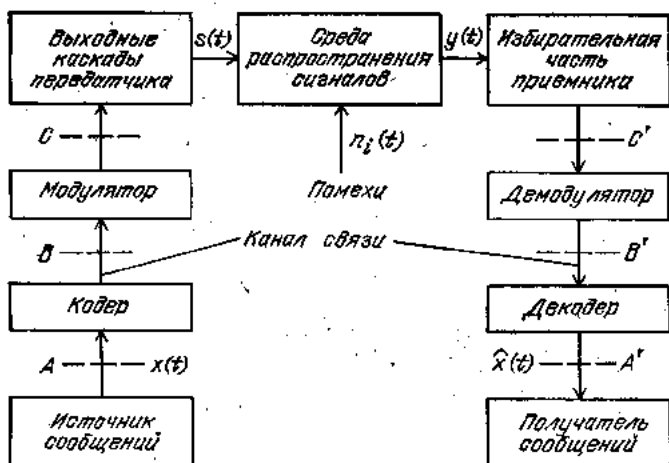 Выходные
каскады
передатчика
s(t)
Среда
распространения
сигналов
y(t)
Избирательная
часть
приемника
C
n_i(t)
C'
Модулятор
Помехи
Демодулятор
B
Канал связи
B'
Кодер
Декодер
A
x(t)
x̂(t)
A'
Источник
сообщений
Получатель
сообщений